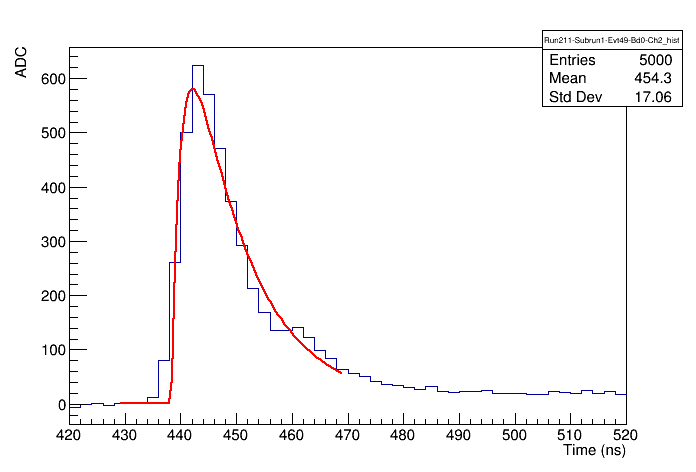 Run211-Subrun1-Evt49-Bd0-Ch2_hist
Entries 5000
Mean 454.3
Std Dev 17.06
ADC
600
500
400
300
200
100
0
420 430 440 450 460 470 480 490 500 510 520
Time (ns)